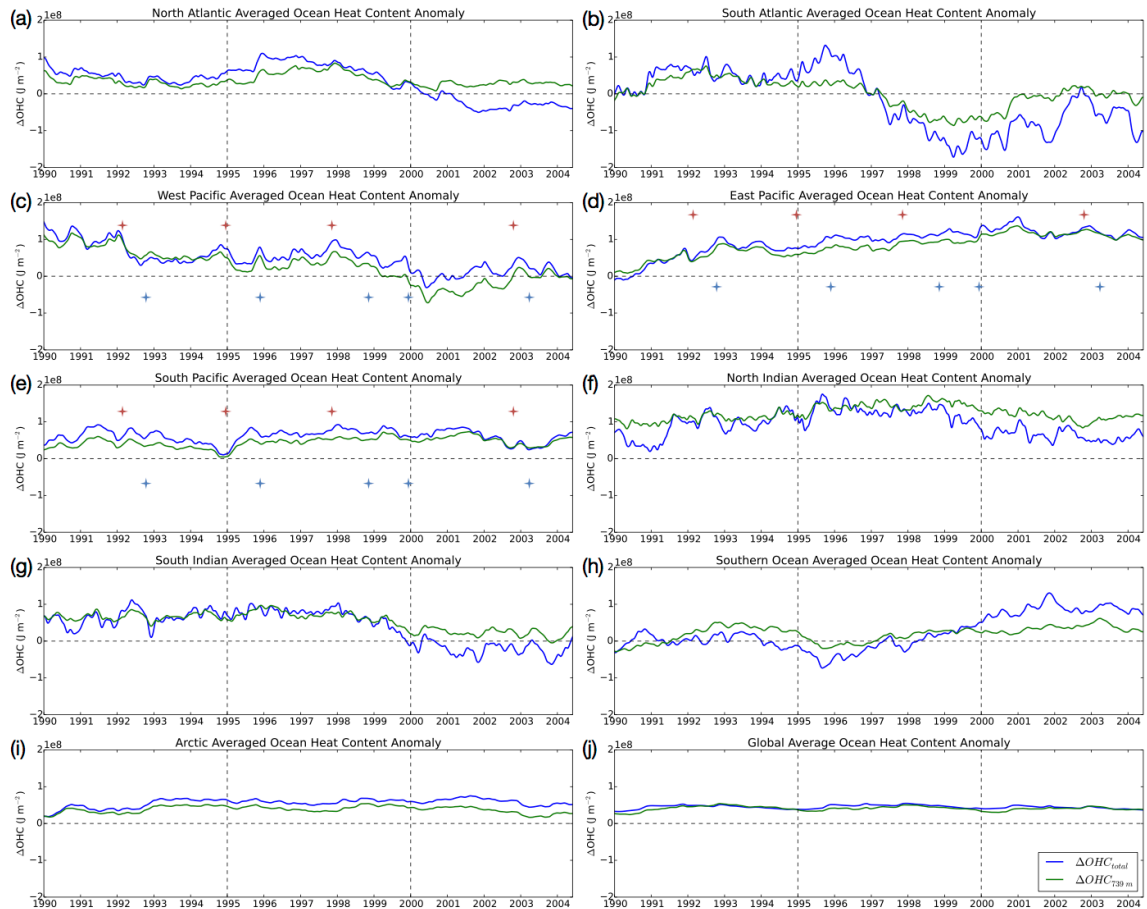 (a) North Atlantic Averaged Ocean Heat Content Anomaly
2 1e8
1
0
−1
−2
ΔOHC (J m⁻²)
1990 1991 1992 1993 1994 1995 1996 1997 1998 1999 2000 2001 2002 2003 2004
(b) South Atlantic Averaged Ocean Heat Content Anomaly
2 1e8
1
0
−1
−2
ΔOHC (J m⁻²)
1990 1991 1992 1993 1994 1995 1996 1997 1998 1999 2000 2001 2002 2003 2004
(c) West Pacific Averaged Ocean Heat Content Anomaly
2 1e8
1
0
−1
−2
ΔOHC (J m⁻²)
1990 1991 1992 1993 1994 1995 1996 1997 1998 1999 2000 2001 2002 2003 2004
(d) East Pacific Averaged Ocean Heat Content Anomaly
2 1e8
1
0
−1
−2
ΔOHC (J m⁻²)
1990 1991 1992 1993 1994 1995 1996 1997 1998 1999 2000 2001 2002 2003 2004
(e) South Pacific Averaged Ocean Heat Content Anomaly
2 1e8
1
0
−1
−2
ΔOHC (J m⁻²)
1990 1991 1992 1993 1994 1995 1996 1997 1998 1999 2000 2001 2002 2003 2004
(f) North Indian Averaged Ocean Heat Content Anomaly
2 1e8
1
0
−1
−2
ΔOHC (J m⁻²)
1990 1991 1992 1993 1994 1995 1996 1997 1998 1999 2000 2001 2002 2003 2004
(g) South Indian Averaged Ocean Heat Content Anomaly
2 1e8
1
0
−1
−2
ΔOHC (J m⁻²)
1990 1991 1992 1993 1994 1995 1996 1997 1998 1999 2000 2001 2002 2003 2004
(h) Southern Ocean Averaged Ocean Heat Content Anomaly
2 1e8
1
0
−1
−2
ΔOHC (J m⁻²)
1990 1991 1992 1993 1994 1995 1996 1997 1998 1999 2000 2001 2002 2003 2004
(i) Arctic Averaged Ocean Heat Content Anomaly
2 1e8
1
0
−1
−2
ΔOHC (J m⁻²)
1990 1991 1992 1993 1994 1995 1996 1997 1998 1999 2000 2001 2002 2003 2004
(j) Global Average Ocean Heat Content Anomaly
2 1e8
1
0
−1
−2
ΔOHC (J m⁻²)
1990 1991 1992 1993 1994 1995 1996 1997 1998 1999 2000 2001 2002 2003 2004
ΔOHC total
ΔOHC 739 m